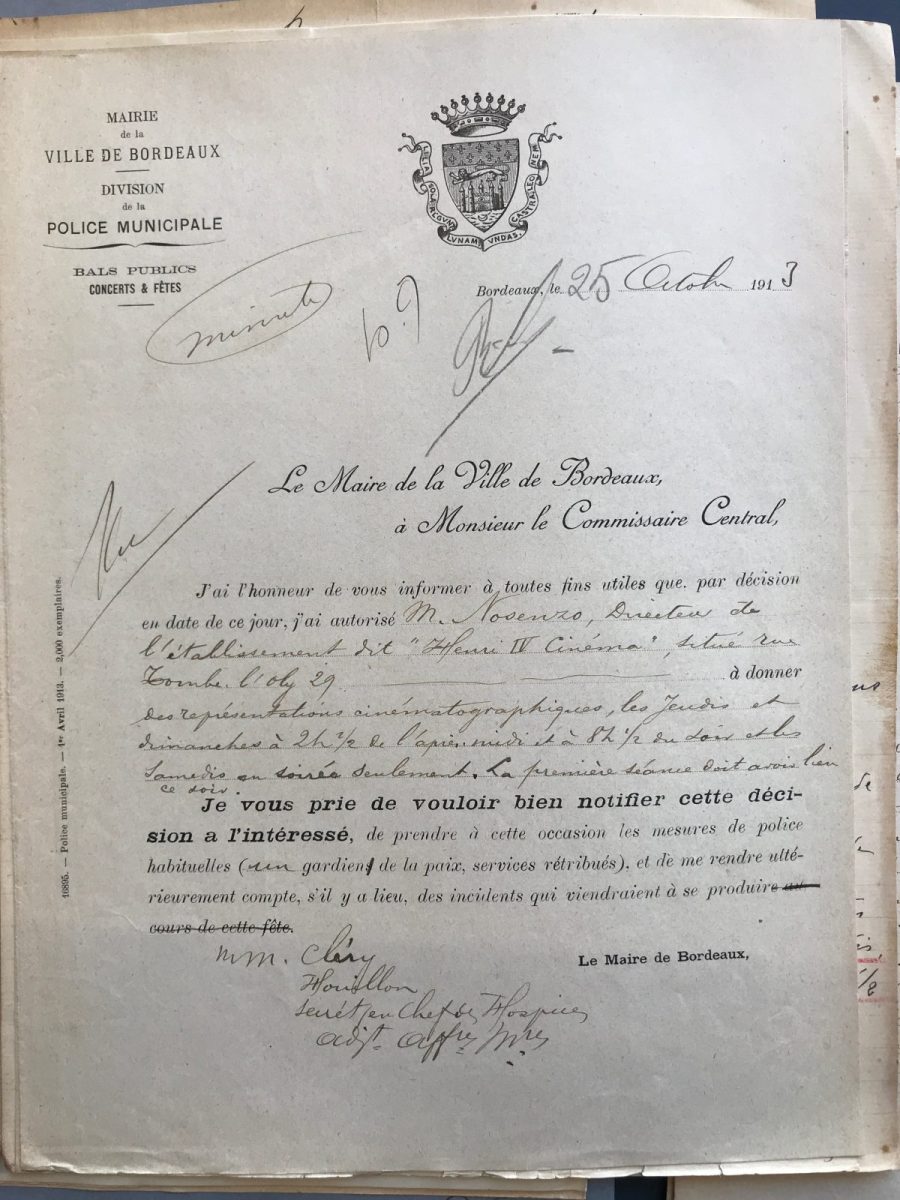 MAIRIE
de la
VILLE DE BORDEAUX
DIVISION
de la
POLICE MUNICIPALE
BALS PUBLICS
CONCERTS & FÊTES
minute
LILIA
LVNAM VNDAS.
CASTRA LEO
NEM
Bordeaux, le 25 Octobre 1913
Le Maire de la Ville de Bordeaux,
à Monsieur le Commissaire Central,
J'ai l'honneur de vous informer à toutes fins utiles que, par décision
en date de ce jour, j'ai autorisé M. Nosenzo, Directeur de
l'établissement dit "Henri IV Cinéma", situé rue
Tombe l'oly 29 à donner
des représentations cinématographiques, les Jeudis et
dimanches à 2h 1/2 de l'après-midi et à 8h 1/2 du soir et les
Samedis en soirée seulement. La première séance doit avoir lieu
ce soir.
Je vous prie de vouloir bien notifier cette déci-
sion a l'intéressé, de prendre à cette occasion les mesures de police
habituelles (un gardien de la paix, services rétribués), et de me rendre ulté-
rieurement compte, s'il y a lieu, des incidents qui viendraient à se produire au
cours de cette fête.
MM. Cléry
Houillon
Secrét en Chef des Hospices
Le Maire de Bordeaux,
16895. — Police municipale. — 1er Avril 1913. — 2,000 exemplaires.